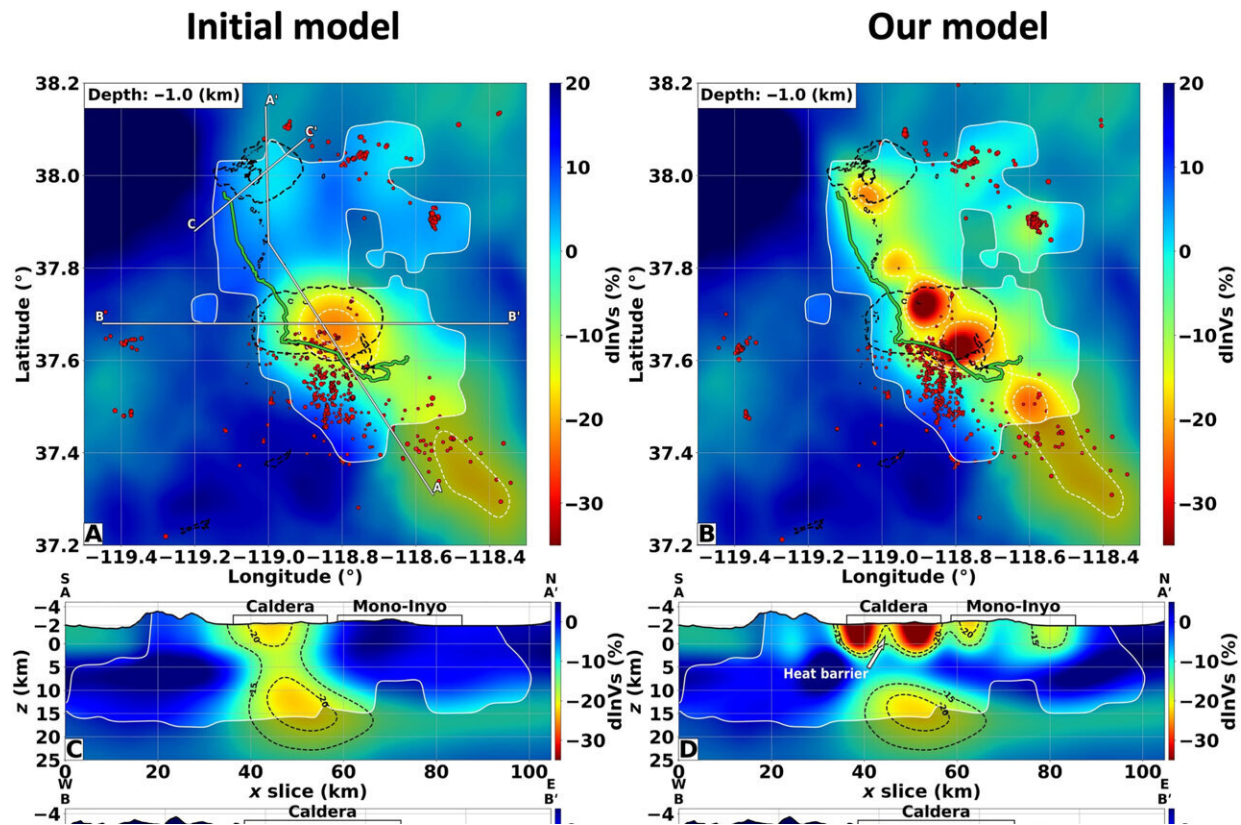 Initial model
Our model
Depth: −1.0 (km)
A'
C'
C
B
B'
A
A
38.2
38.0
37.8
37.6
37.4
37.2
Latitude (°)
−119.4 −119.2 −119.0 −118.8 −118.6 −118.4
Longitude (°)
20
10
0
−10
−20
−30
dlnVs (%)
Depth: −1.0 (km)
B
38.2
38.0
37.8
37.6
37.4
37.2
Latitude (°)
−119.4 −119.2 −119.0 −118.8 −118.6 −118.4
Longitude (°)
20
10
0
−10
−20
−30
dlnVs (%)
S
A
N
A'
Caldera
Mono-Inyo
−4
−2
0
5
10
15
20
25
z (km)
-20
-15
-20
C
0 20 40 60 80 100
x slice (km)
0
−10
−20
−30
dlnVs (%)
S
A
N
A'
Caldera
Mono-Inyo
−4
−2
0
5
10
15
20
25
z (km)
Heat barrier
D
0 20 40 60 80 100
x slice (km)
0
−10
−20
−30
dlnVs (%)
W
B
E
B'
Caldera
−4
W
B
E
B'
Caldera
−4